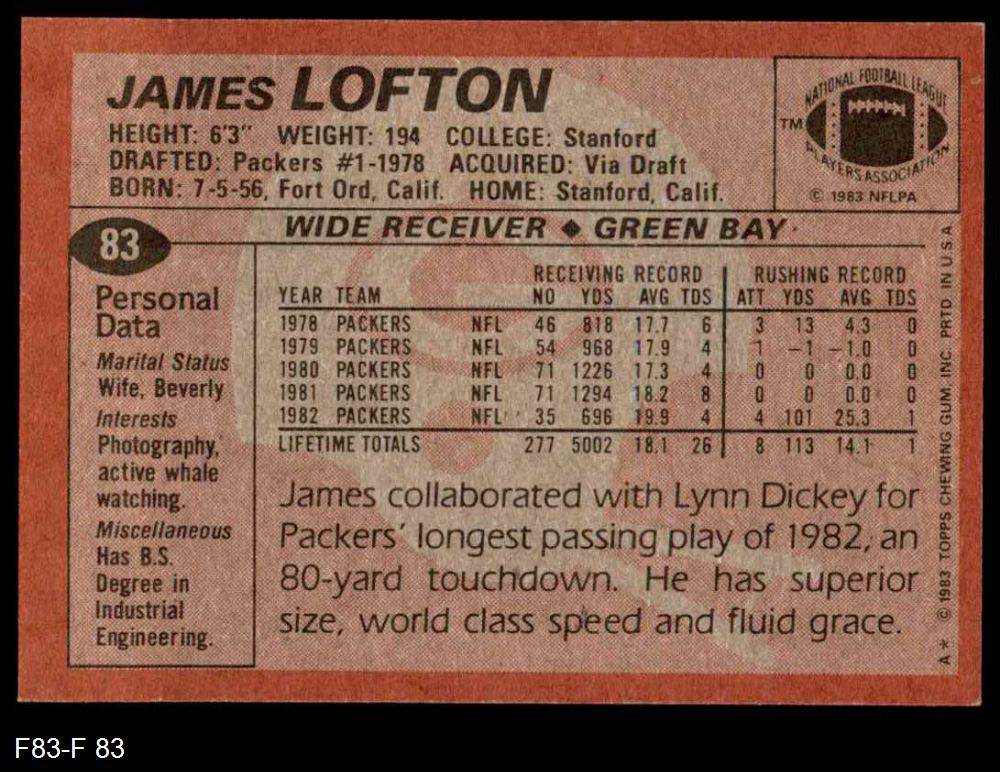 JAMES LOFTON
HEIGHT: 6'3" WEIGHT: 194 COLLEGE: Stanford
DRAFTED: Packers #1-1978 ACQUIRED: Via Draft
BORN: 7-5-56, Fort Ord, Calif. HOME: Stanford, Calif.
NATIONAL FOOTBALL LEAGUE
TM
PLAYERS ASSOCIATION
© 1983 NFLPA
WIDE RECEIVER ♦ GREEN BAY
83
Personal
Data
Marital Status
Wife, Beverly
Interests
Photography,
active whale
watching.
Miscellaneous
Has B.S.
Degree in
Industrial
Engineering.
RECEIVING RECORD RUSHING RECORD
YEAR TEAM NO YDS AVG TDS ATT YDS AVG TDS
1978 PACKERS NFL 46 818 17.7 6 3 13 4.3 0
1979 PACKERS NFL 54 968 17.9 4 1 -1 -1.0 0
1980 PACKERS NFL 71 1226 17.3 4 0 0 0.0 0
1981 PACKERS NFL 71 1294 18.2 8 0 0 0.0 0
1982 PACKERS NFL 35 696 19.9 4 4 101 25.3 1
LIFETIME TOTALS 277 5002 18.1 26 8 113 14.1 1
James collaborated with Lynn Dickey for
Packers' longest passing play of 1982, an
80-yard touchdown. He has superior
size, world class speed and fluid grace.
A* © 1983 TOPPS CHEWING GUM, INC. PRTD IN U S A
F83-F 83